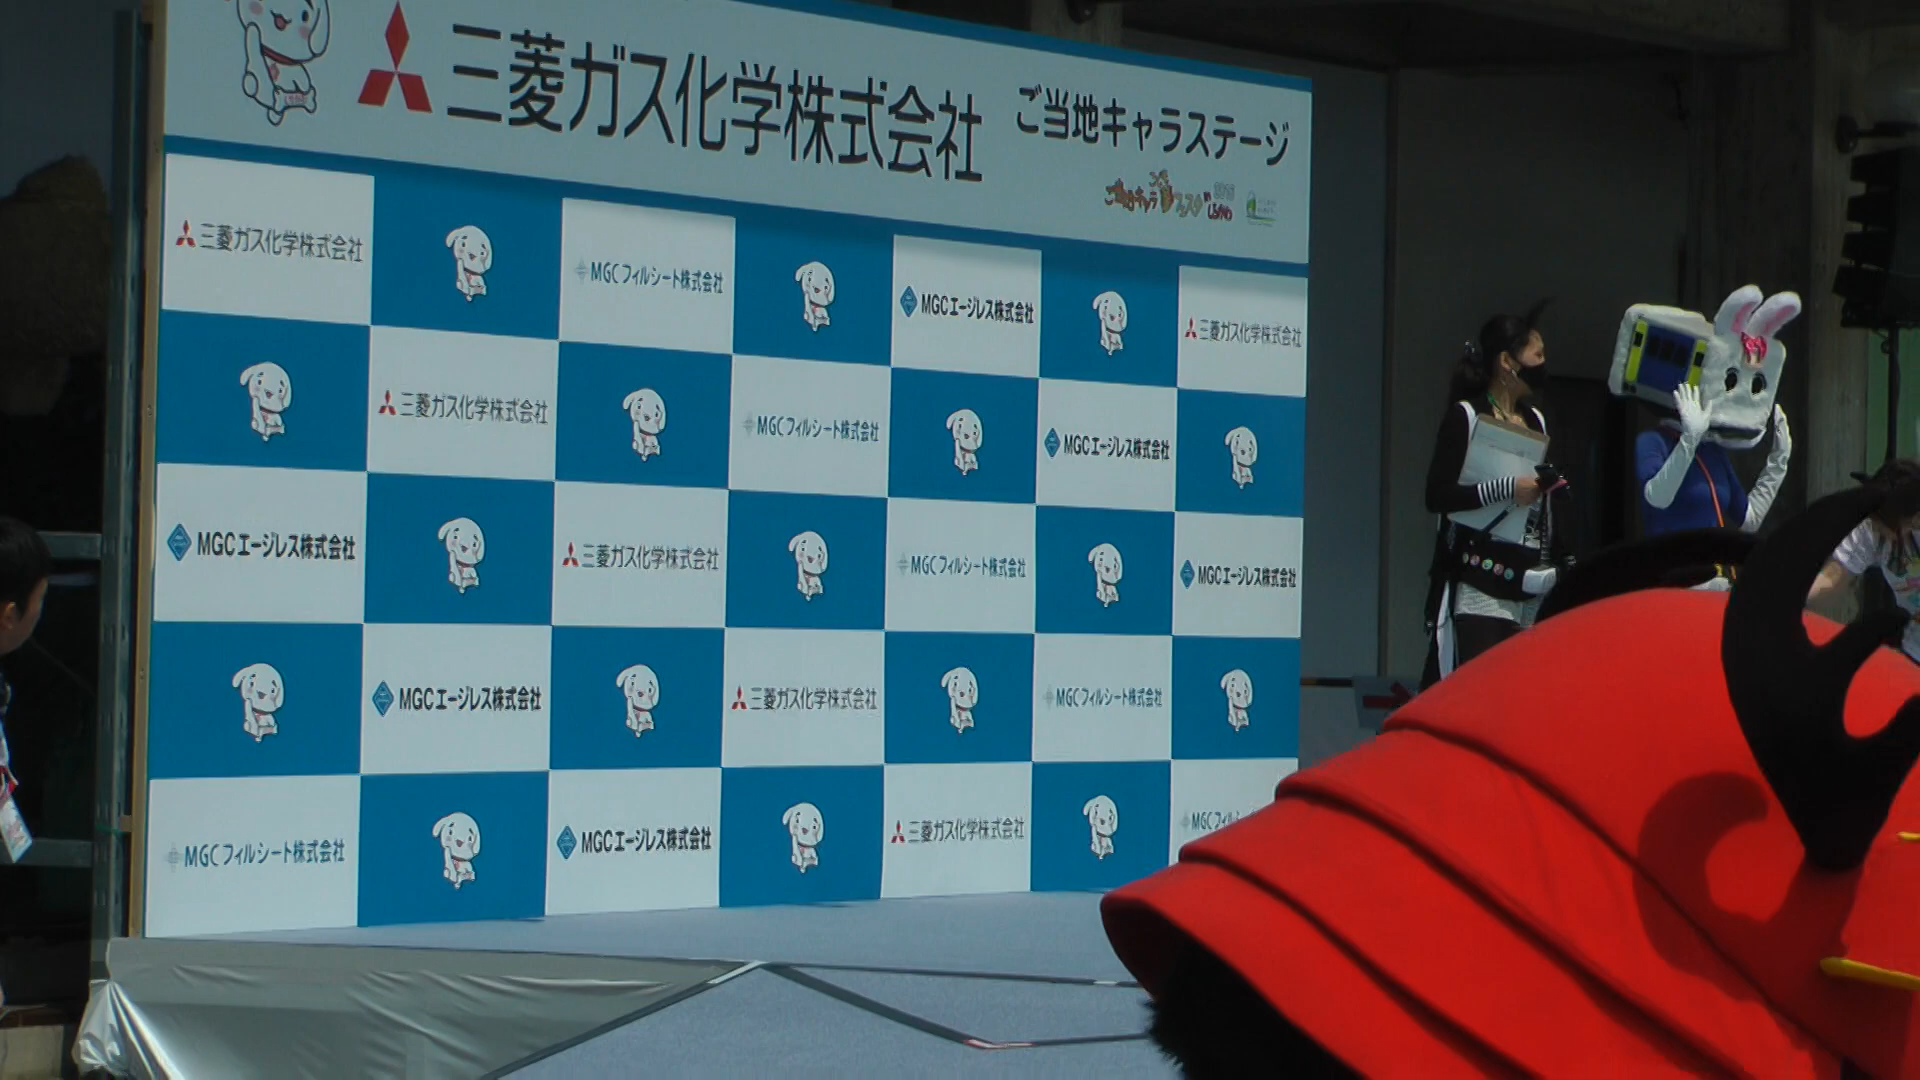 三菱ガス化学株式会社
ご当地キャラステージ
三菱ガス化学株式会社 MGCフィルシート株式会社 MGCエージレス株式会社 三菱ガス化学株式会社
三菱ガス化学株式会社 MGCフィルシート株式会社 MGCエージレス株式会社
MGCエージレス株式会社 三菱ガス化学株式会社 MGCフィルシート株式会社 MGCエージレス株式会社
MGCエージレス株式会社 三菱ガス化学株式会社 MGCフィルシート株式会社
MGCフィルシート株式会社 MGCエージレス株式会社 三菱ガス化学株式会社 MGCフィル